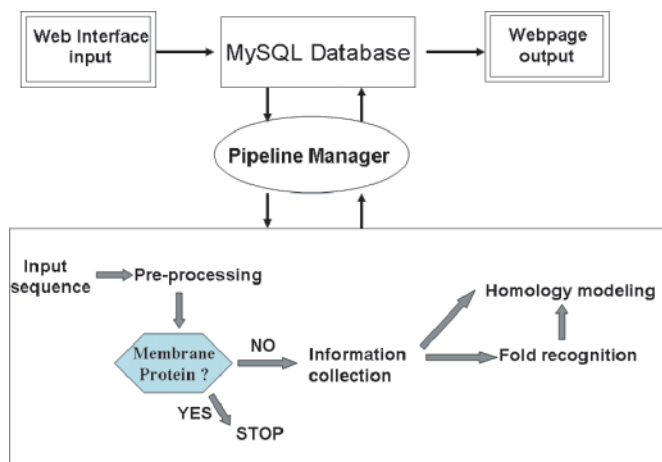 Web Interface
input
MySQL Database
Webpage
output
Pipeline Manager
Input
sequence
Pre-processing
Homology modeling
Membrane
Protein ?
NO
Information
collection
Fold recognition
YES
STOP